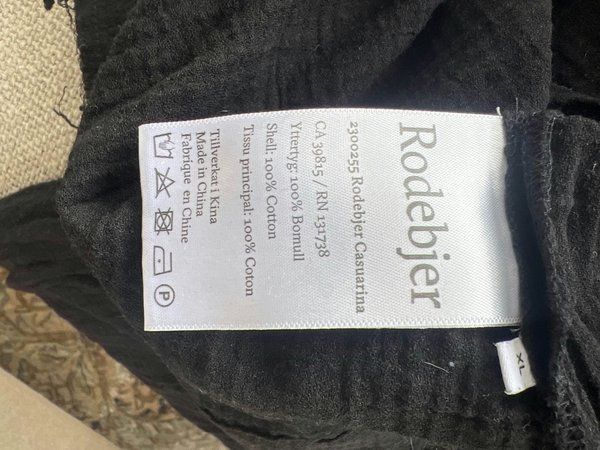 Rodebjer
2300255 Rodebjer Casuarina
CA 39815 / RN 131738
Yttertyg: 100% Bomull
Shell: 100% Cotton
Tissu principal: 100% Coton
Tillverkat i Kina
Made in China
Fabrique en Chine
P
XL